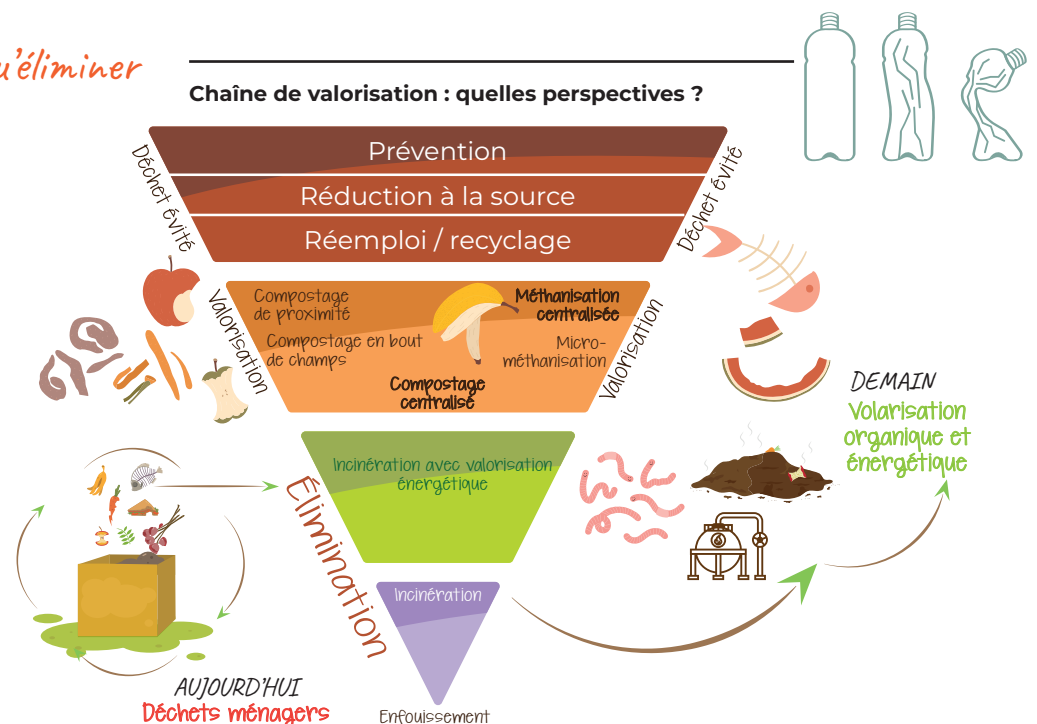 u'éliminer
Chaîne de valorisation : quelles perspectives ?
Prévention
Réduction à la source
Réemploi / recyclage
Déchet évité
Déchet évité
Compostage
de proximité
Compostage en bout
de champs
Compostage
centralisé
Méthanisation
centralisée
Micro-
méthanisation
Valorisation
Valorisation
Incinération avec valorisation
énergétique
Élimination
Incinération
Enfouissement
AUJOURD'HUI
Déchets ménagers
DEMAIN
Volarisation
organique et
énergétique